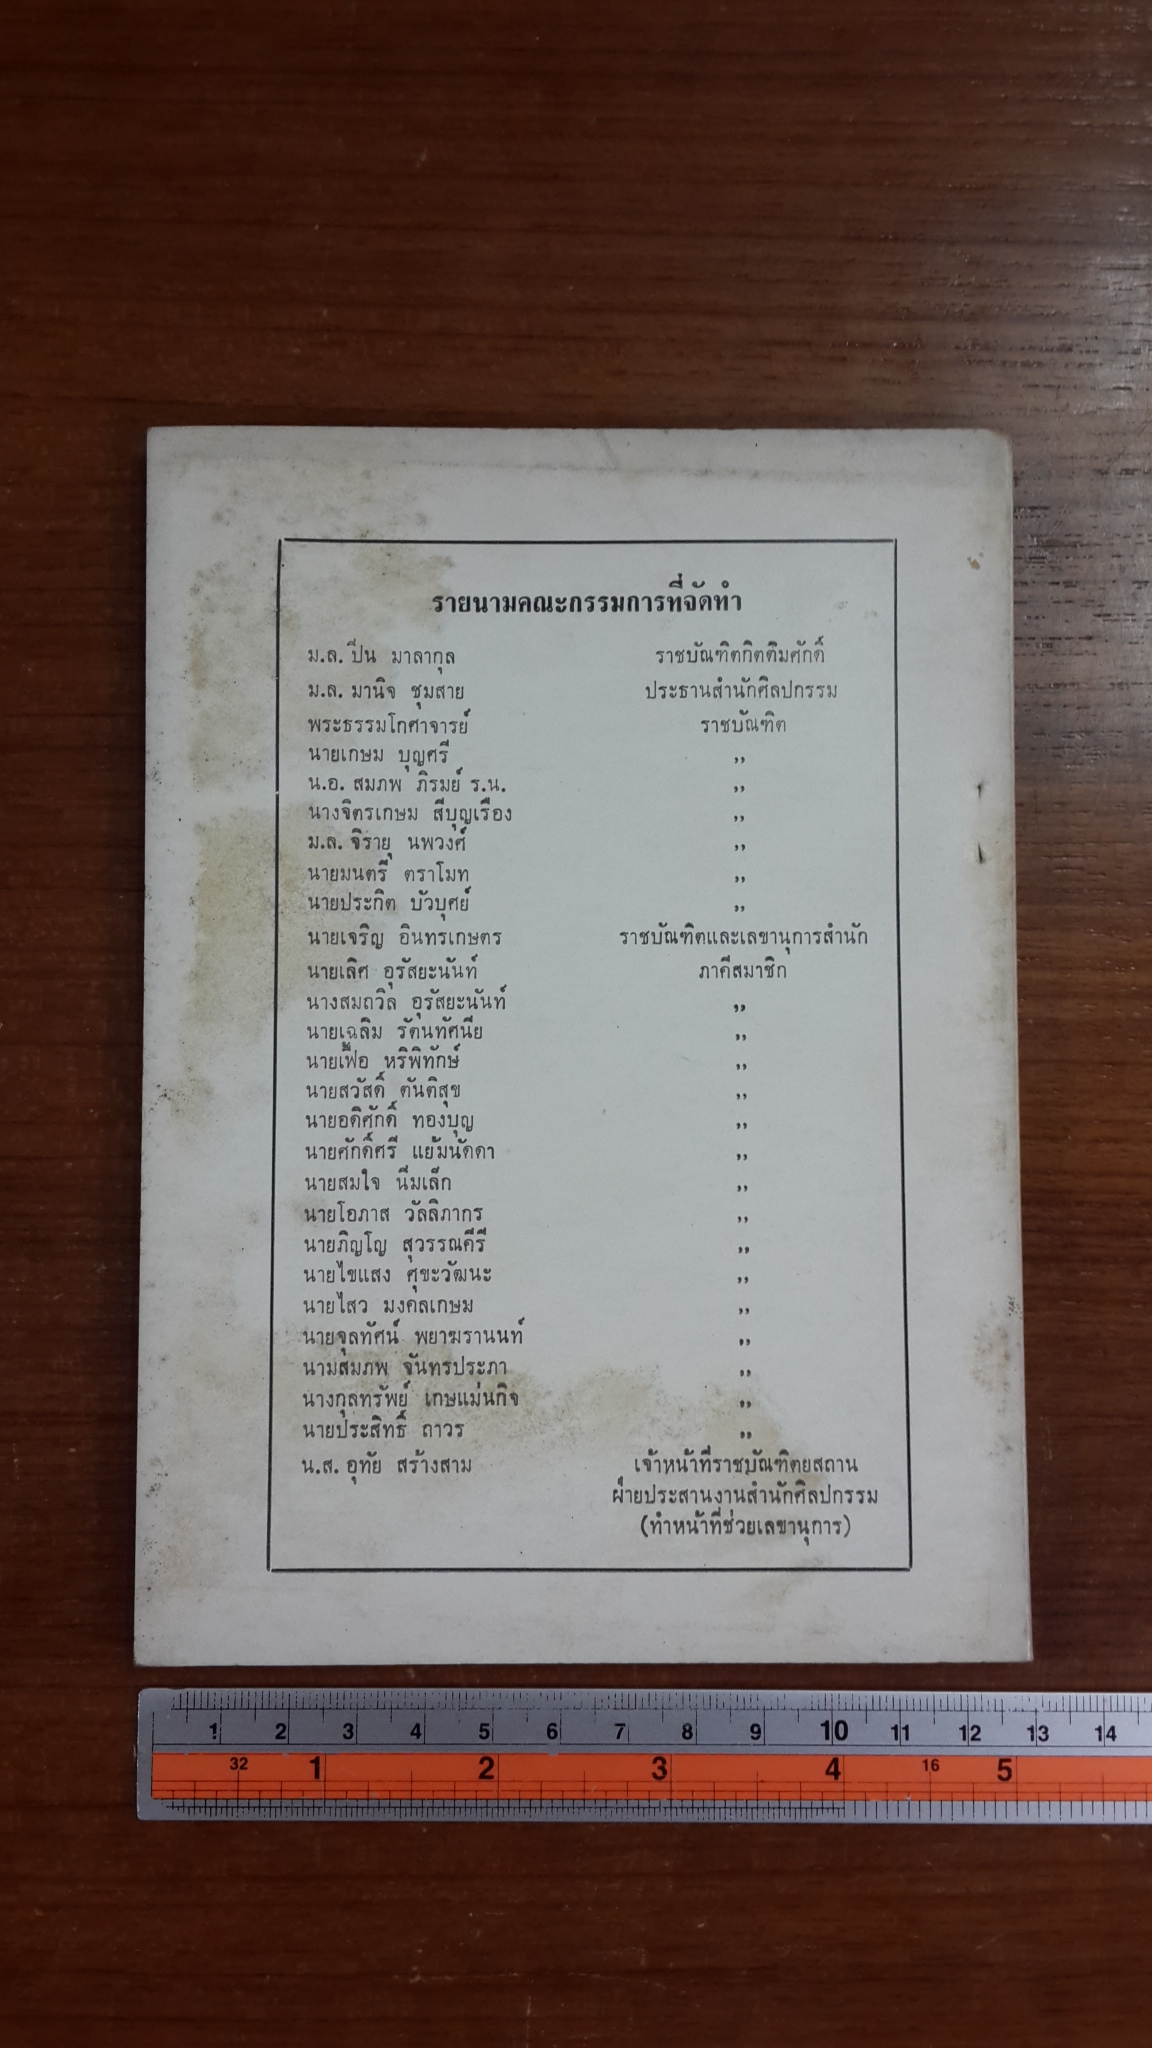 รายนามคณะกรรมการที่จัดทำ
ม.ล. ปิ่น มาลากุล ราชบัณฑิตกิตติมศักดิ์
ม.ล. มานิจ ชุมสาย ประธานสำนักศิลปกรรม
พระธรรมโกศาจารย์ ราชบัณฑิต
นายเกษม บุญศรี ,,
น.อ. สมภพ ภิรมย์ ร.น. ,,
นางจิตรเกษม สีบุญเรือง ,,
ม.ล. จิรายุ นพวงศ์ ,,
นายมนตรี ตราโมท ,,
นายประกิต บัวบุศย์ ,,
นายเจริญ อินทรเกษตร ราชบัณฑิตและเลขานุการสำนัก
นายเลิศ อุรัสยะนันท์ ภาคีสมาชิก
นางสมถวิล อุรัสยะนันท์ ,,
นายเฉลิม รัตนทัศนีย ,,
นายเฟื้อ หริพิทักษ์ ,,
นายสวัสดิ์ ตันติสุข ,,
นายอดิศักดิ์ ทองบุญ ,,
นายศักดิ์ศรี แย้มนัดดา ,,
นายสมใจ นิ่มเล็ก ,,
นายโอภาส วัลลิภากร ,,
นายภิญโญ สุวรรณคีรี ,,
นายไขแสง ศุขะวัฒนะ ,,
นายไสว มงคลเกษม ,,
นายจุลทัศน์ พยาฆรานนท์ ,,
นามสมภพ จันทรประภา ,,
นางกุลทรัพย์ เกษแม่นกิจ ,,
นายประสิทธิ์ ถาวร ,,
น.ส. อุทัย สร้างสาม เจ้าหน้าที่ราชบัณฑิตยสถาน
ฝ่ายประสานงานสำนักศิลปกรรม
(ทำหน้าที่ช่วยเลขานุการ)
1 2 3 4 5 6 7 8 9 10 11 12 13 14
32 1 2 3 4 16 5